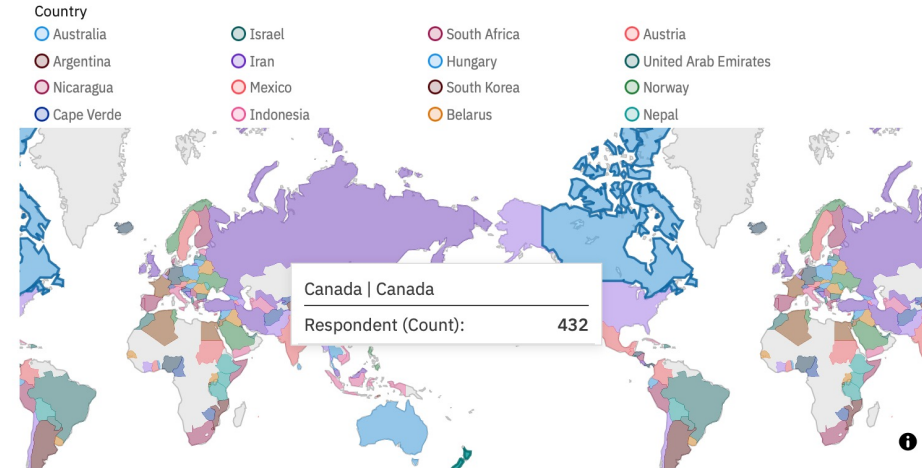 Country
Australia Israel South Africa Austria
Argentina Iran Hungary United Arab Emirates
Nicaragua Mexico South Korea Norway
Cape Verde Indonesia Belarus Nepal
Canada | Canada
Respondent (Count): 432
i